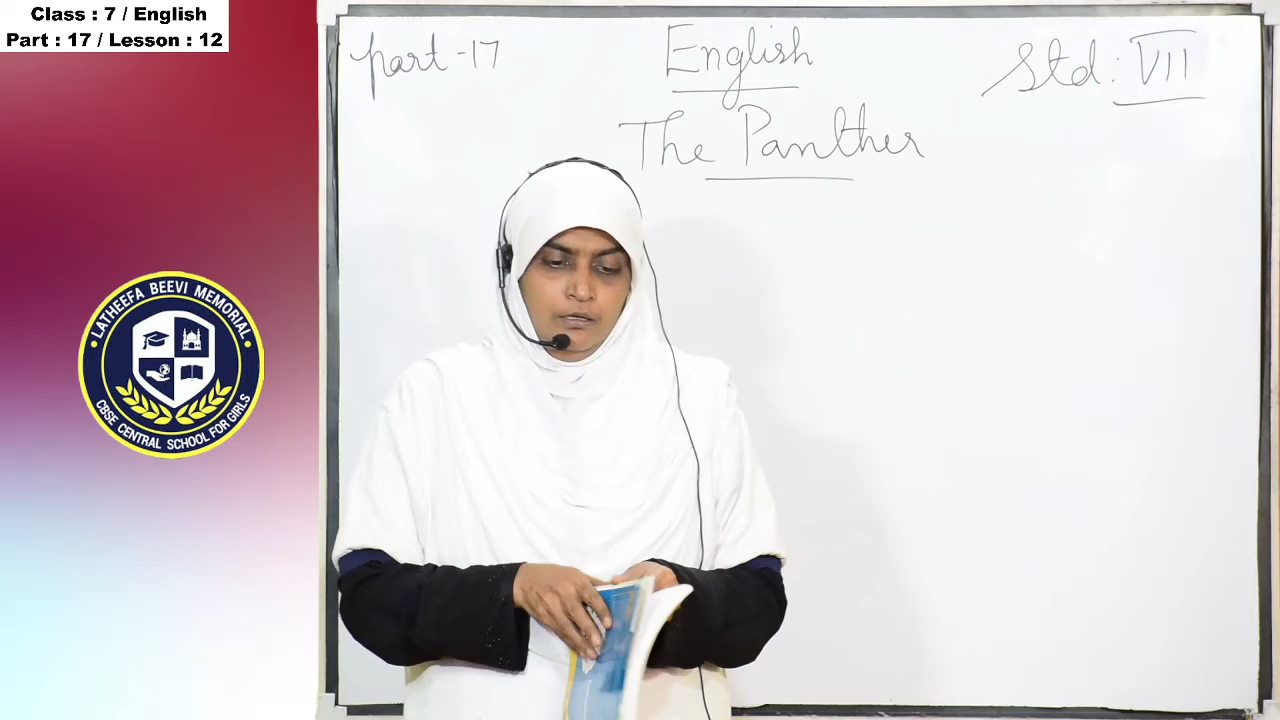 Class : 7 / English
Part : 17 / Lesson : 12
part -17
English
Std: VII
The Panther
LATHEEFA BEEVI MEMORIAL
CBSE CENTRAL SCHOOL FOR GIRLS